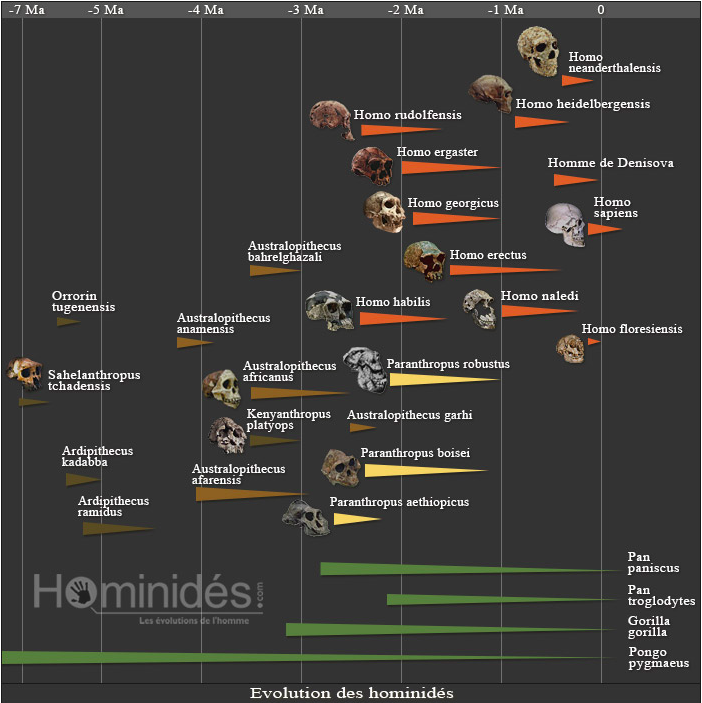 -7 Ma -5 Ma -4 Ma -3 Ma -2 Ma -1 Ma 0
Homo
neanderthalensis
Homo heidelbergensis
Homo rudolfensis
Homo ergaster
Homme de Denisova
Homo georgicus
Homo
sapiens
Australopithecus
bahrelghazali
Homo erectus
Orrorin
tugenensis
Homo habilis
Homo naledi
Australopithecus
anamensis
Homo floresiensis
Sahelanthropus
tchadensis
Australopithecus
africanus
Paranthropus robustus
Kenyanthropus
platyops
Australopithecus garhi
Ardipithecus
kadabba
Paranthropus boisei
Australopithecus
afarensis
Ardipithecus
ramidus
Paranthropus aethiopicus
Pan
paniscus
Hominidés.com
Les évolutions de l'homme
Pan
troglodytes
Gorilla
gorilla
Pongo
pygmaeus
Evolution des hominidés